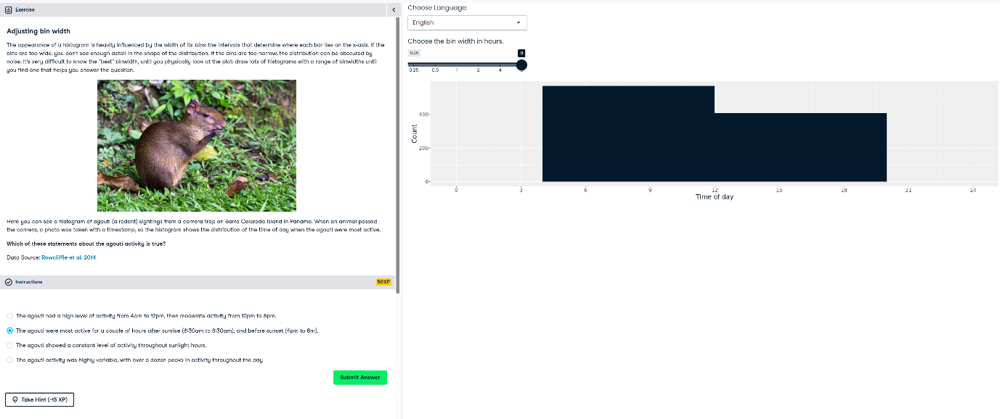 Exercise
Adjusting bin width
The appearance of a histogram is heavily influenced by the width of its bins: the intervals that determine where each bar lies on the x-axis. If the
bins are too wide, you don't see enough detail in the shape of the distribution. If the bins are too narrow, the distribution can be obscured by
noise. It's very difficult to know the "best" binwidth, until you physically look at the plot: draw lots of histograms with a range of binwidths until
you find one that helps you answer the question.
Here you can see a histogram of agouti (a rodent) sightings from a camera trap on Barra Colorado Island in Panama. When an animal passed
the camera, a photo was taken with a timestamp, so the histogram shows the distribution of the time of day when the agouti were most active.
Which of these statements about the agouti activity is true?
Data Source: Rowcliffle et al. 2014
Instructions
50XP
The agouti had a high level of activity from 4am to 12pm, then moderate activity from 12pm to 8pm.
The agouti were most active for a couple of hours after sunrise (6:30am to 8:30am), and before sunset (4pm to 6m).
The agouti showed a constant level of activity throughout sunlight hours.
The agouti activity was highly variable, with over a dozen peaks in activity throughout the day
Submit Answer
Take Hint (-15 XP)
Choose Language:
English
Choose the bin width in hours.
0.25 8
0.25 0.5 1 2 4
400
200
0
Count
0 3 6 9 12 15 18 21 24
Time of day